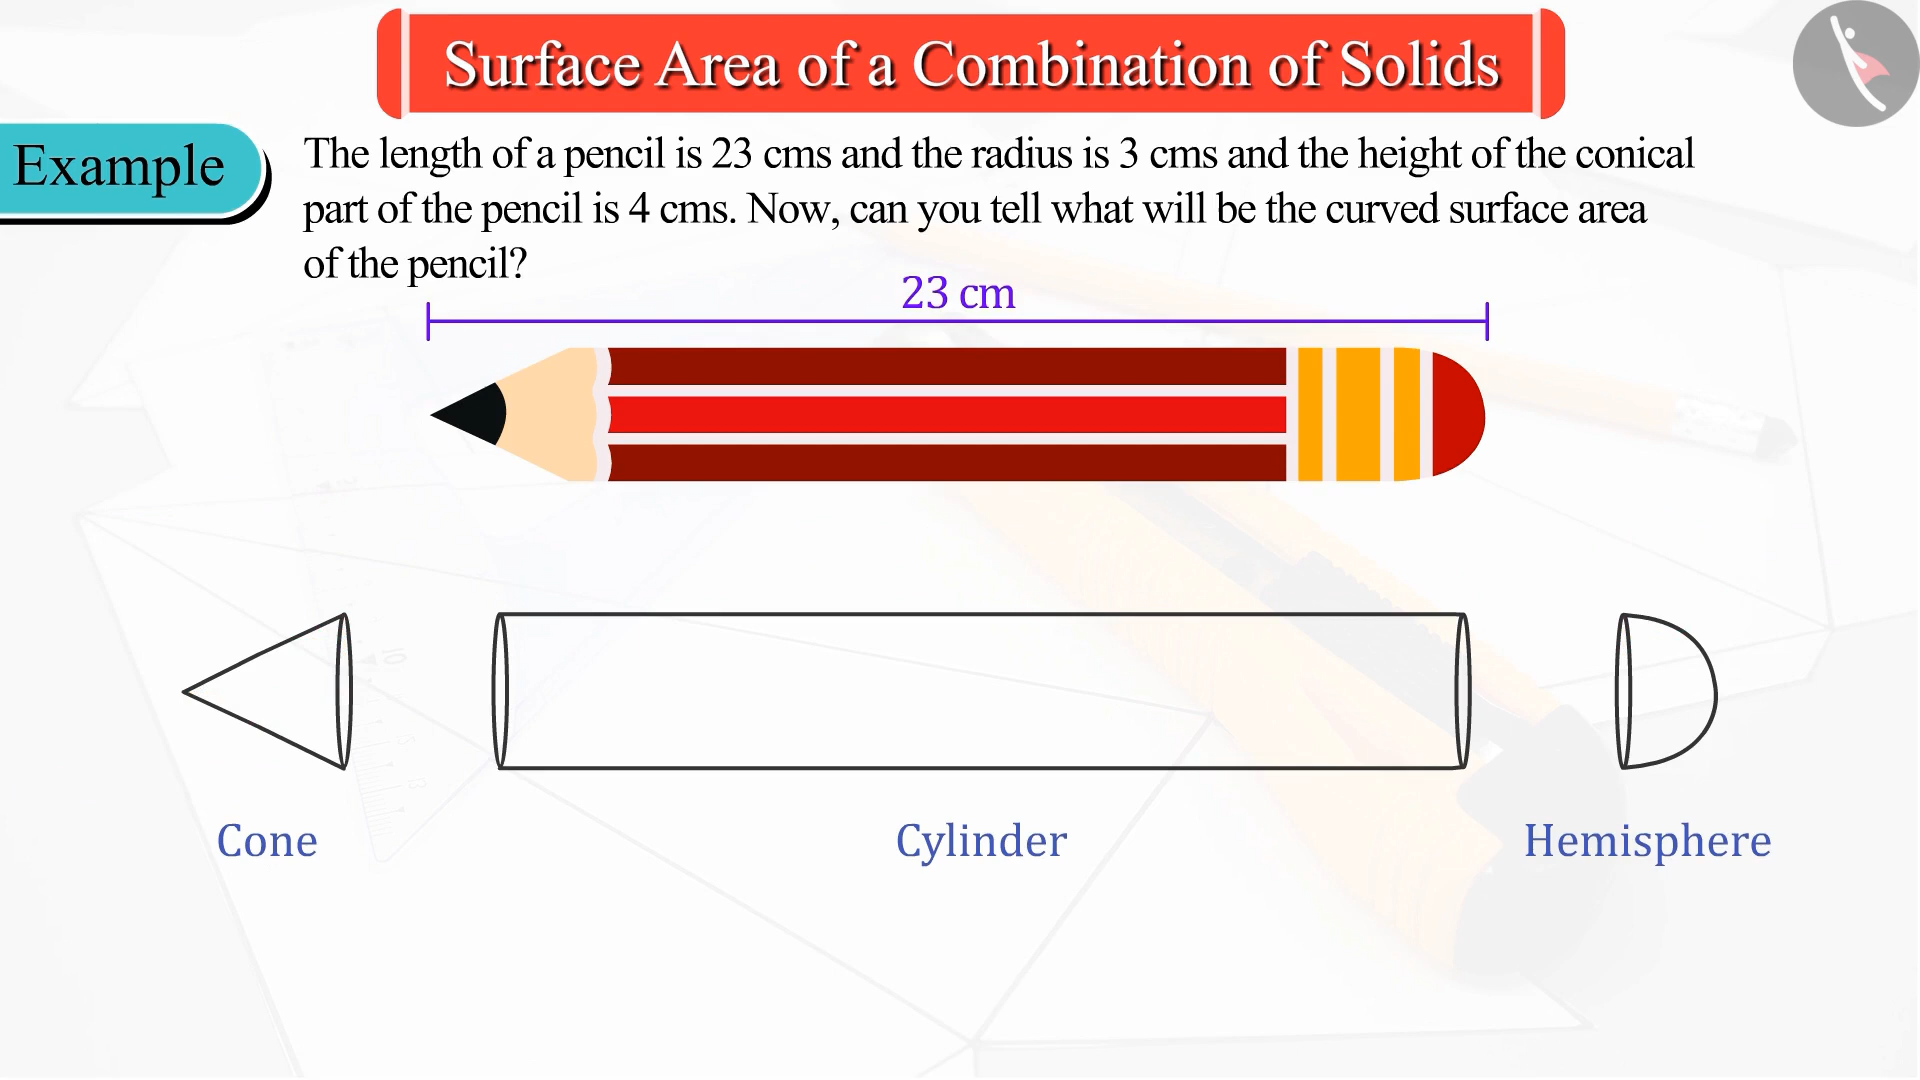 Surface Area of a Combination of Solids
Example
The length of a pencil is 23 cms and the radius is 3 cms and the height of the conical
part of the pencil is 4 cms. Now, can you tell what will be the curved surface area
of the pencil?
23 cm
Cone
Cylinder
Hemisphere